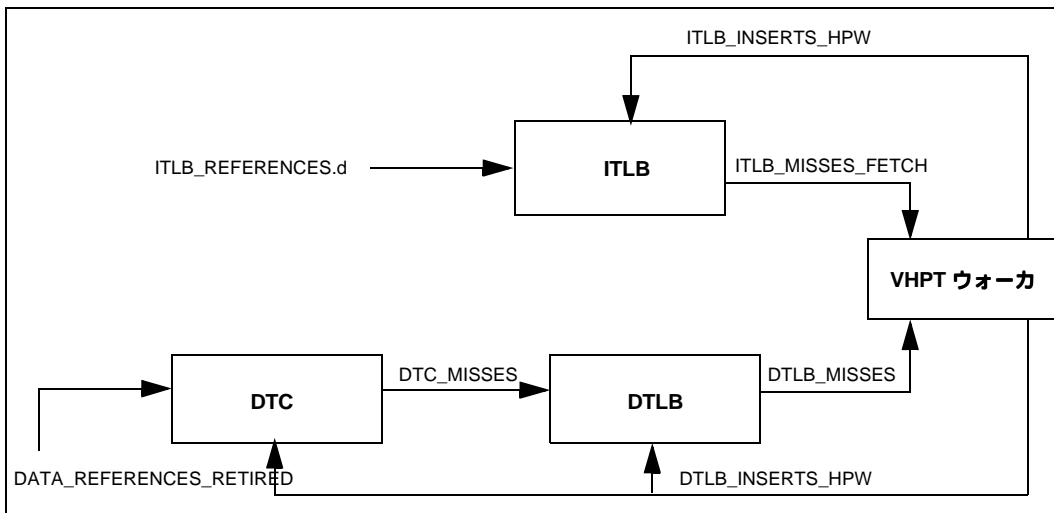 ITLB_INSERTS_HPW
ITLB_REFERENCES.d
ITLB
ITLB_MISSES_FETCH
VHPT ウォーカ
DTC
DTC_MISSES
DTLB
DTLB_MISSES
DATA_REFERENCES_RETIRED
DTLB_INSERTS_HPW